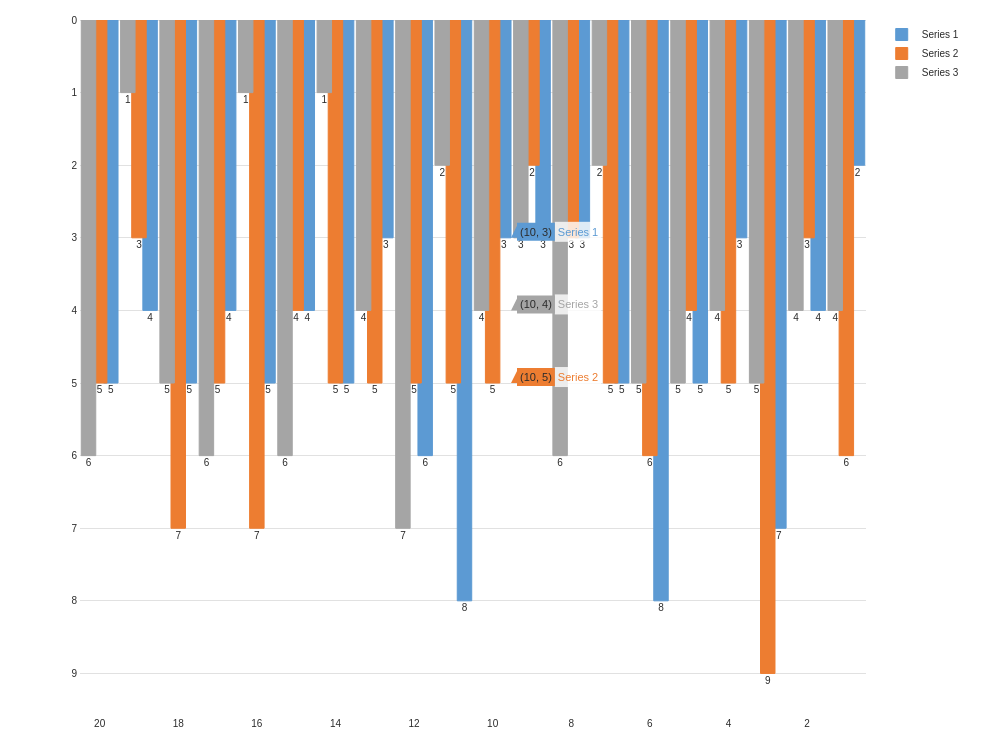 0
Series 1
Series 2
Series 3
1
1 1 1
2
2 2 2 2
(10, 3) Series 1
3
3 3 3 3 3 3 3 3 3
(10, 4) Series 3
4
4 4 4 4 4 4 4 4 4 4 4
(10, 5) Series 2
5
5 5 5 5 5 5 5 5 5 5 5 5 5 5 5 5 5 5 5
6
6 6 6 6 6 6 6
7
7 7 7 7
8
8 8
9
9
20 18 16 14 12 10 8 6 4 2